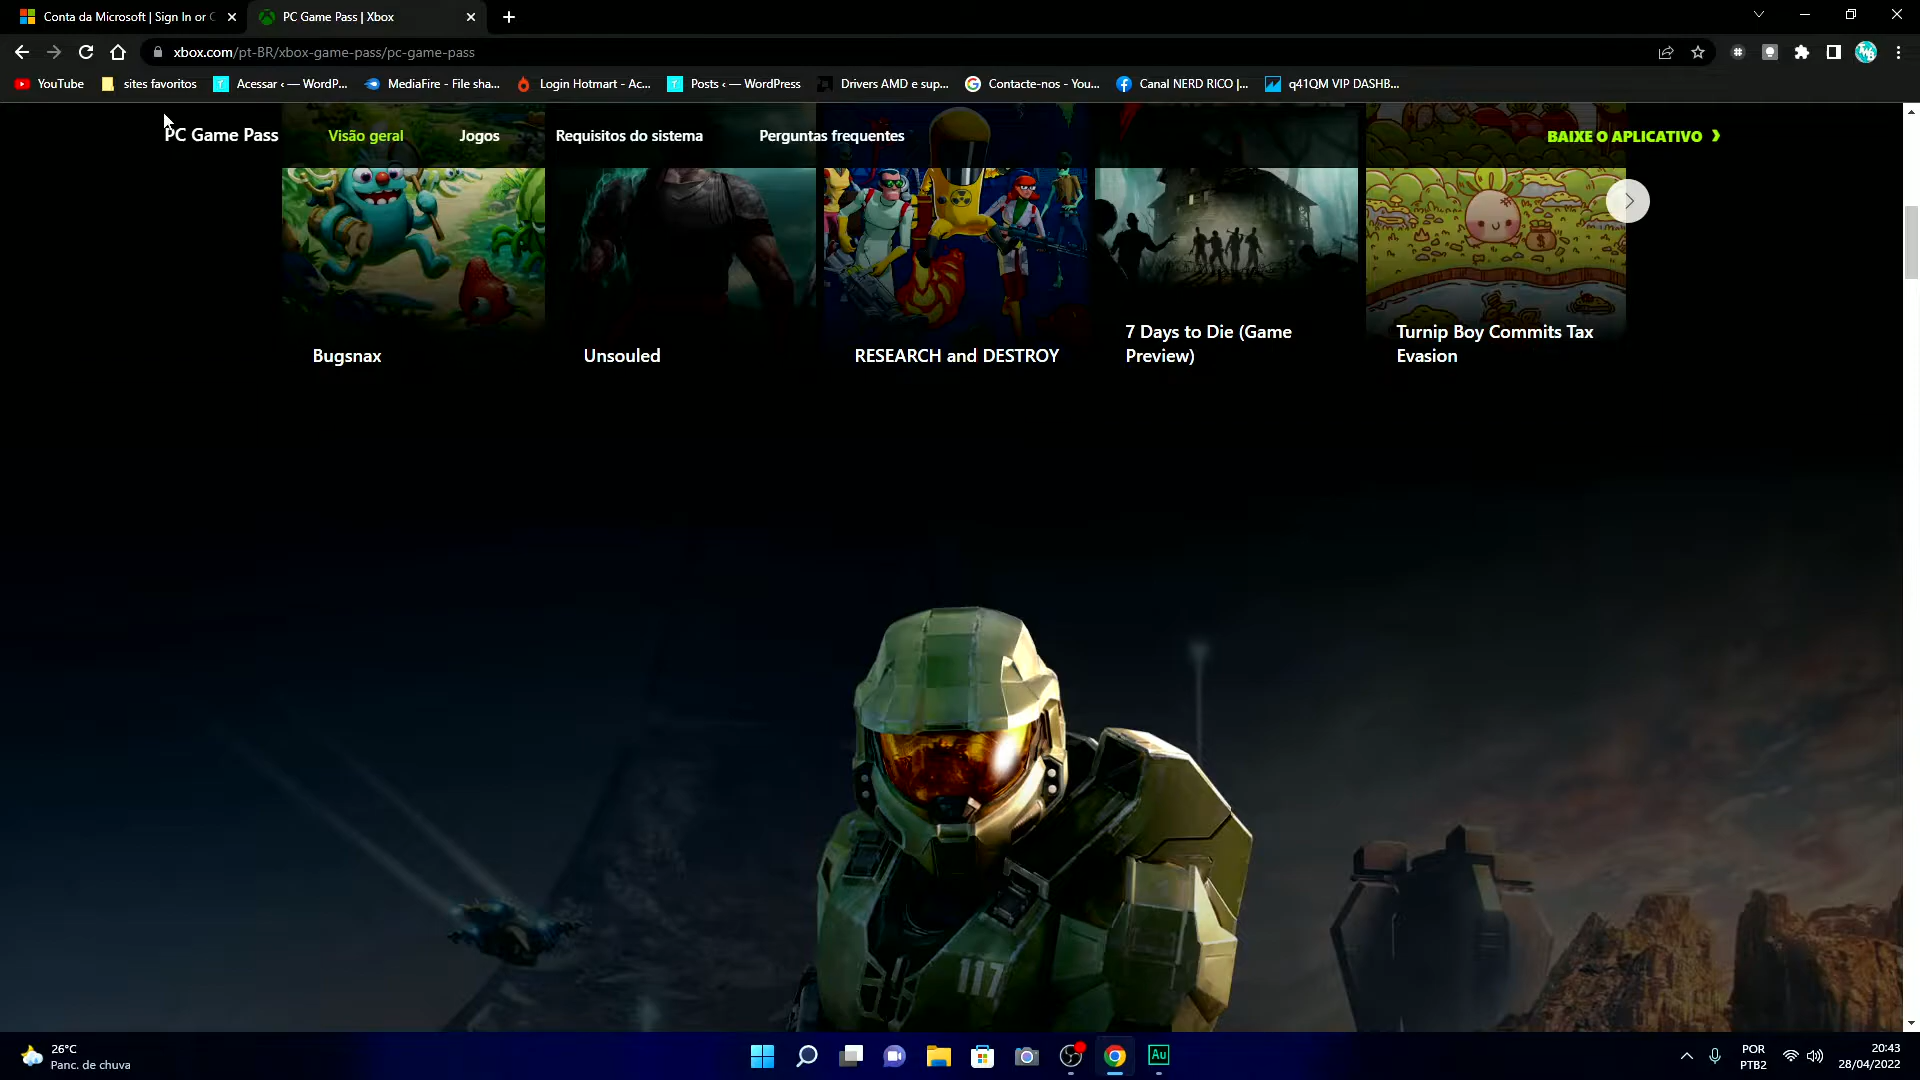 Conta da Microsoft | Sign In or C
PC Game Pass | Xbox
xbox.com/pt-BR/xbox-game-pass/pc-game-pass
YouTube
sites favoritos
Acessar ‹ — WordP...
MediaFire - File sha...
Login Hotmart - Ac...
Posts ‹ — WordPress
Drivers AMD e sup...
Contacte-nos - You...
Canal NERD RICO |...
q41QM VIP DASHB...
PC Game Pass
Visão geral
Jogos
Requisitos do sistema
Perguntas frequentes
BAIXE O APLICATIVO
Bugsnax
Unsouled
RESEARCH and DESTROY
7 Days to Die (Game
Preview)
Turnip Boy Commits Tax
Evasion
117
26°C
Panc. de chuva
Au
POR
PTB2
20:43
28/04/2022